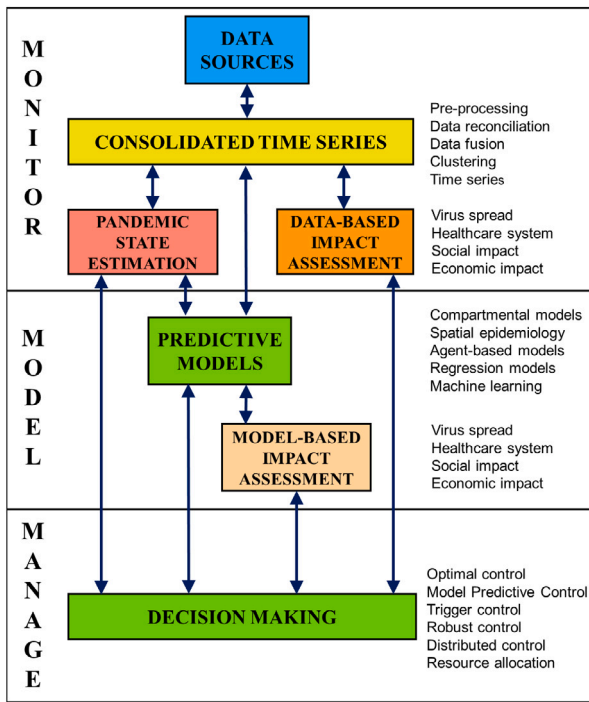 MONITOR
DATA
SOURCES
CONSOLIDATED TIME SERIES
Pre-processing
Data reconciliation
Data fusion
Clustering
Time series
PANDEMIC
STATE
ESTIMATION
DATA-BASED
IMPACT
ASSESSMENT
Virus spread
Healthcare system
Social impact
Economic impact
MODEL
PREDICTIVE
MODELS
Compartmental models
Spatial epidemiology
Agent-based models
Regression models
Machine learning
MODEL-BASED
IMPACT
ASSESSMENT
Virus spread
Healthcare system
Social impact
Economic impact
MANAGE
DECISION MAKING
Optimal control
Model Predictive Control
Trigger control
Robust control
Distributed control
Resource allocation